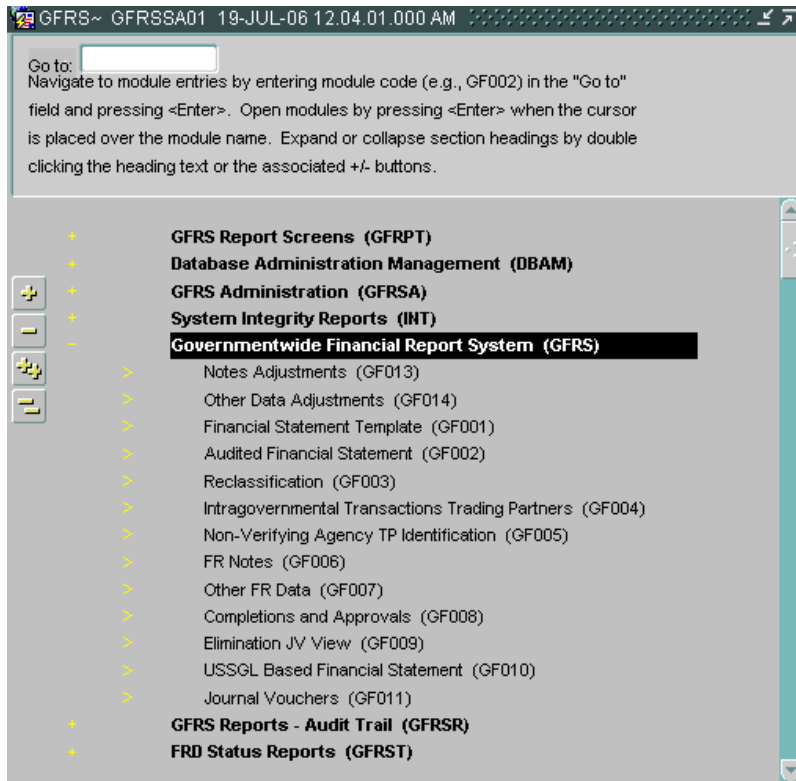 GFRS~ GFRSSA01 19-JUL-06 12.04.01.000 AM
Go to:
Navigate to module entries by entering module code (e.g., GF002) in the "Go to"
field and pressing <Enter>. Open modules by pressing <Enter> when the cursor
is placed over the module name. Expand or collapse section headings by double
clicking the heading text or the associated +/- buttons.
+ GFRS Report Screens (GFRPT)
+ Database Administration Management (DBAM)
+ GFRS Administration (GFRSA)
+ System Integrity Reports (INT)
- Governmentwide Financial Report System (GFRS)
> Notes Adjustments (GF013)
> Other Data Adjustments (GF014)
> Financial Statement Template (GF001)
> Audited Financial Statement (GF002)
> Reclassification (GF003)
> Intragovernmental Transactions Trading Partners (GF004)
> Non-Verifying Agency TP Identification (GF005)
> FR Notes (GF006)
> Other FR Data (GF007)
> Completions and Approvals (GF008)
> Elimination JV View (GF009)
> USSGL Based Financial Statement (GF010)
> Journal Vouchers (GF011)
+ GFRS Reports - Audit Trail (GFRSR)
+ FRD Status Reports (GFRST)